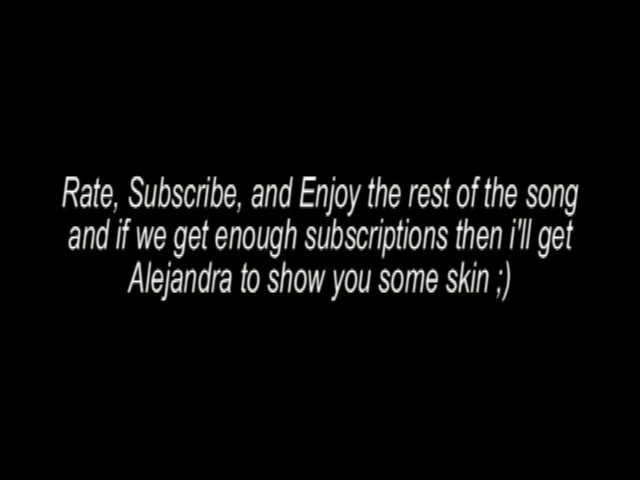 Rate, Subscribe, and Enjoy the rest of the song
and if we get enough subscriptions then i'll get
Alejandra to show you some skin ;)